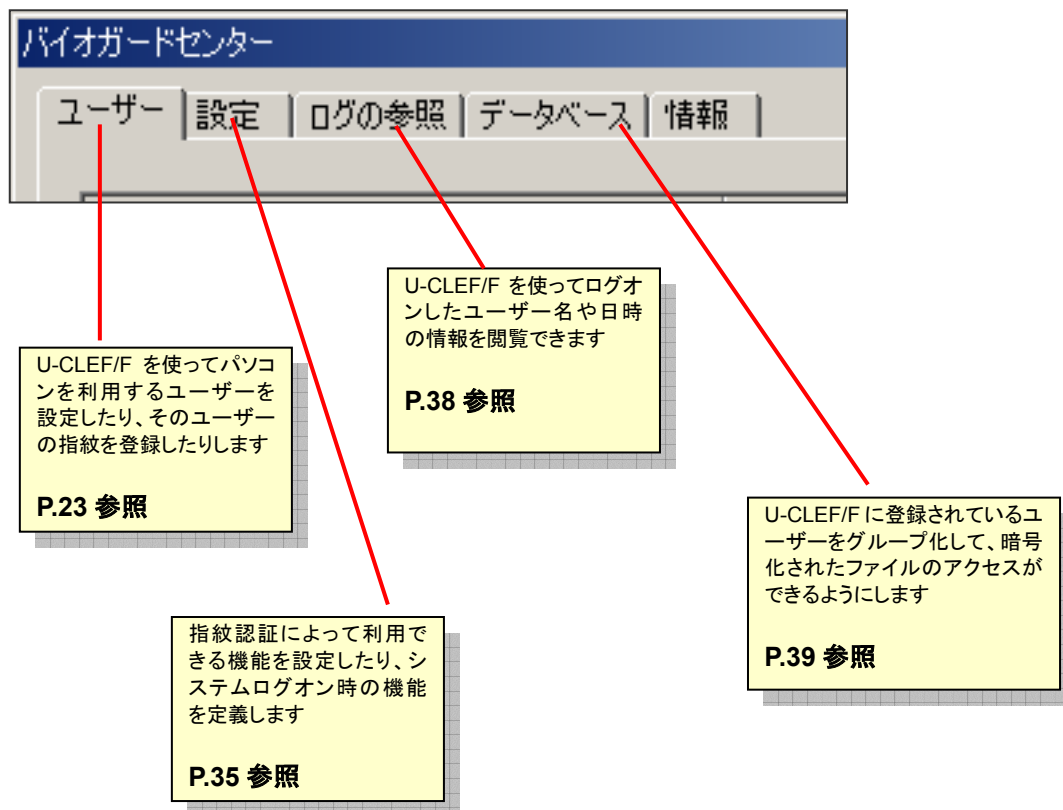 バイオガードセンター
ユーザー 設定 ログの参照 データベース 情報
U-CLEF/F を使ってログオ
ンしたユーザー名や日時
の情報を閲覧できます
P.38 参照
U-CLEF/F を使ってパソコ
ンを利用するユーザーを
設定したり、そのユーザー
の指紋を登録したりします
P.23 参照
U-CLEF/F に登録されているユ
ーザーをグループ化して、暗号
化されたファイルのアクセスが
できるようにします
P.39 参照
指紋認証によって利用で
きる機能を設定したり、シ
ステムログオン時の機能
を定義します
P.35 参照